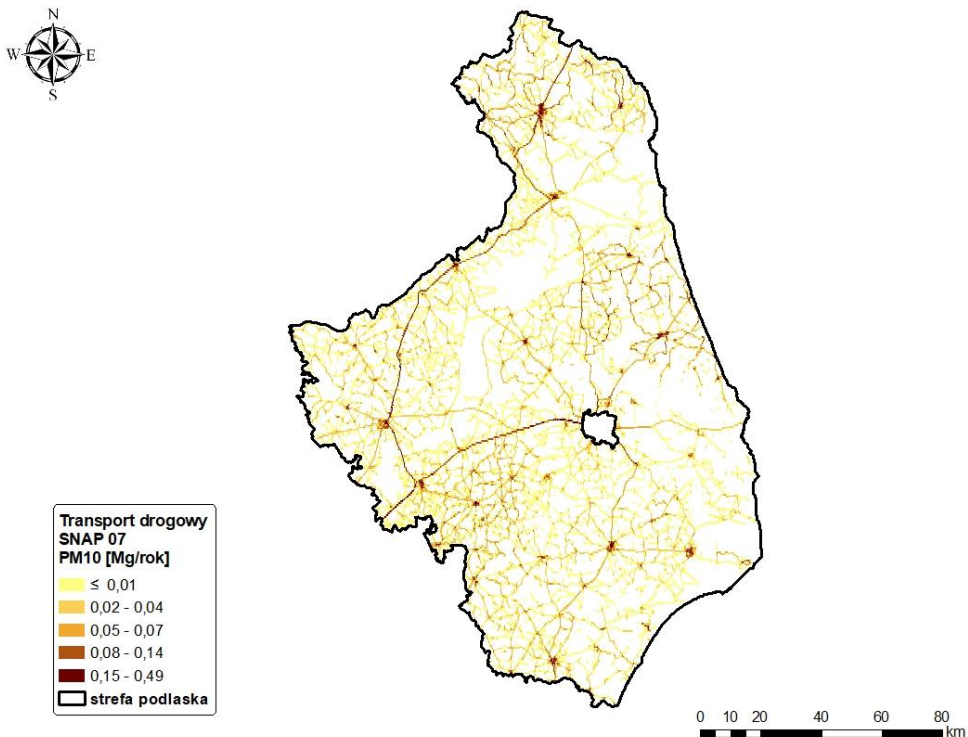 N
W E
S
Transport drogowy
SNAP 07
PM10 [Mg/rok]
≤ 0,01
0,02 - 0,04
0,05 - 0,07
0,08 - 0,14
0,15 - 0,49
strefa podlaska
0 10 20 40 60 80
km